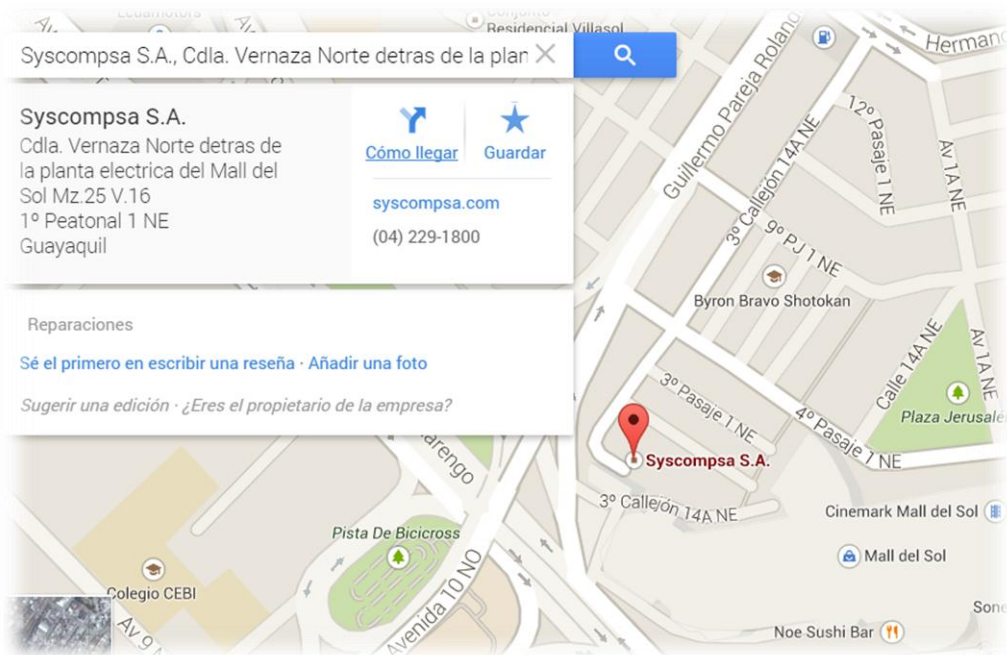 Residencial Villasol
Syscompsa S.A., Cdla. Vernaza Norte detras de la plan
Syscompsa S.A.
Cdla. Vernaza Norte detras de
la planta electrica del Mall del
Sol Mz.25 V.16
1º Peatonal 1 NE
Guayaquil
Cómo llegar
Guardar
syscompsa.com
(04) 229-1800
Reparaciones
Sé el primero en escribir una reseña · Añadir una foto
Sugerir una edición · ¿Eres el propietario de la empresa?
Guillermo Pareja Rolan
Hermano
12º Pasaje 1 NE
Av 1A NE
3º Callejón 14A NE
9º PJ 1 NE
Byron Bravo Shotokan
Calle 14A NE
Av 1A NE
Plaza Jerusale
3º Pasaje 1 NE
4º Pasaje 1 NE
Syscompsa S.A.
3º Callejón 14A NE
Cinemark Mall del Sol
Mall del Sol
Noe Sushi Bar
Sone
arengo
Pista De Bicicross
Avenida 10 NO
Colegio CEBI
Av 9